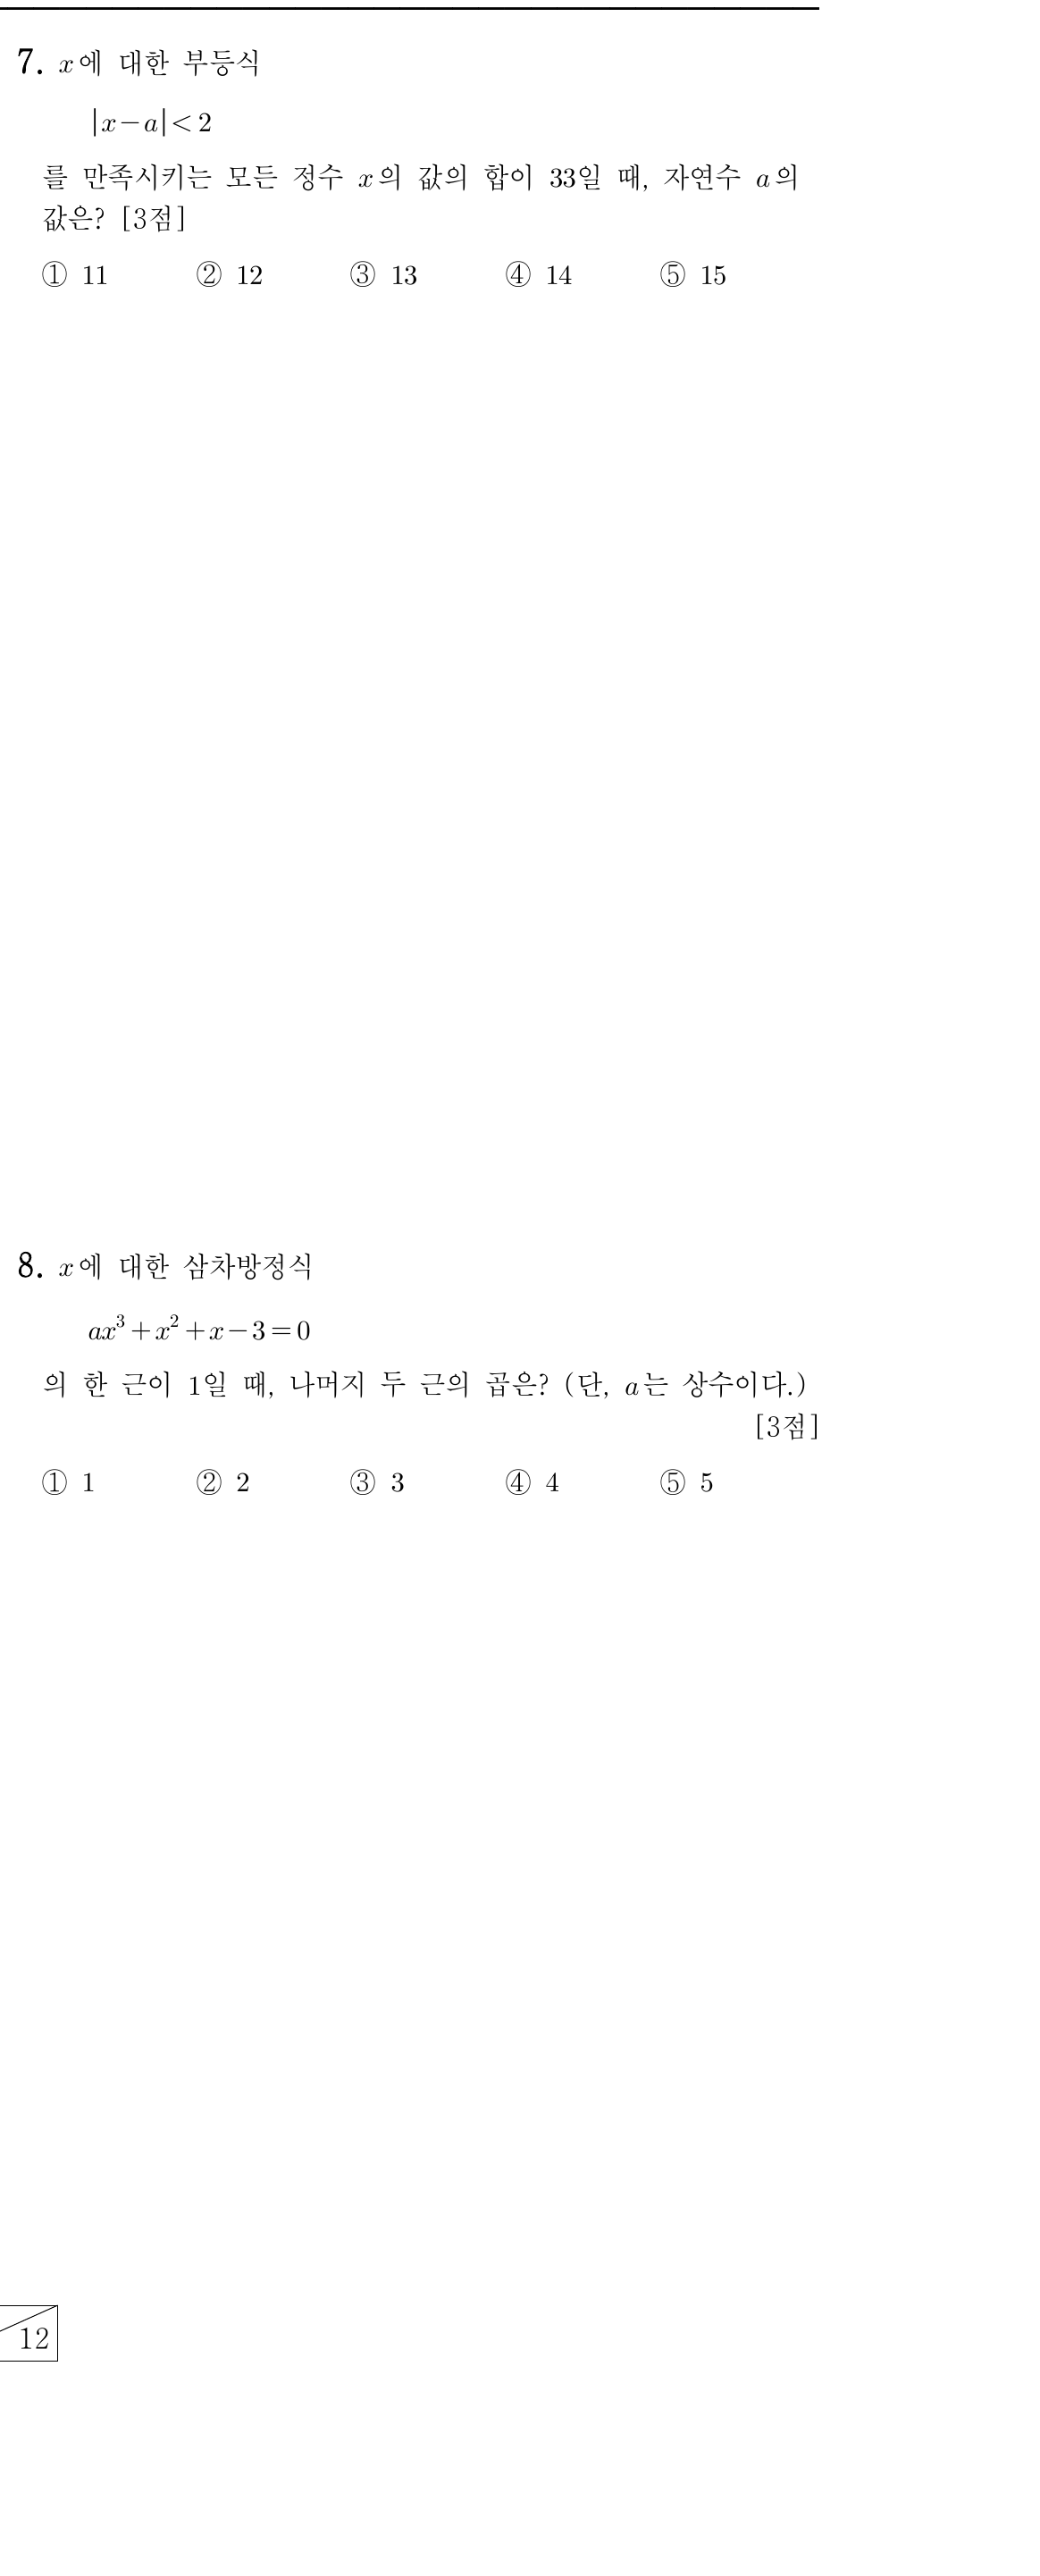 7. x에 대한 부등식
|x-a|<2
를 만족시키는 모든 정수 x의 값의 합이 33일 때, 자연수 a의
값은? [3점]
① 11 ② 12 ③ 13 ④ 14 ⑤ 15
8. x에 대한 삼차방정식
ax³+x²+x-3=0
의 한 근이 1일 때, 나머지 두 근의 곱은? (단, a는 상수이다.)
[3점]
① 1 ② 2 ③ 3 ④ 4 ⑤ 5
12